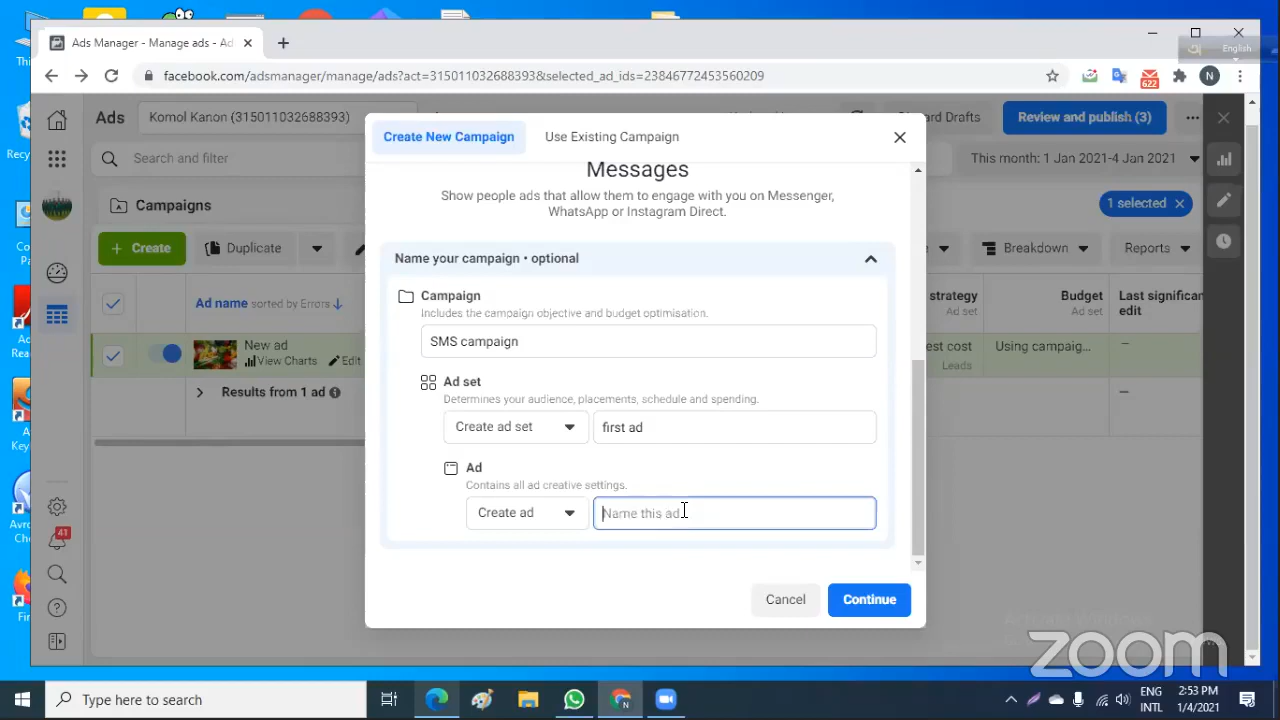 Ads Manager - Manage ads - Ad
facebook.com/adsmanager/manage/ads?act=315011032688393&selected_ad_ids=23846772453560209
English
622
N
Ads
Komol Kanon (315011032688393)
Drafts
Review and publish (3)
Search and filter
This month: 1 Jan 2021-4 Jan 2021
Campaigns
1 selected
Create
Duplicate
Breakdown
Reports
Ad name sorted by Errors
strategy
Ad set
Budget
Ad set
Last significan
edit
New ad
View Charts
Edit
est cost
Leads
Using campaig...
—
Results from 1 ad
—
41
Create New Campaign
Use Existing Campaign
Messages
Show people ads that allow them to engage with you on Messenger,
WhatsApp or Instagram Direct.
Name your campaign • optional
Campaign
Includes the campaign objective and budget optimisation.
SMS campaign
Ad set
Determines your audience, placements, schedule and spending.
Create ad set
first ad
Ad
Contains all ad creative settings.
Create ad
Name this ad
Cancel
Continue
zoom
Type here to search
ENG
INTL
2:53 PM
1/4/2021